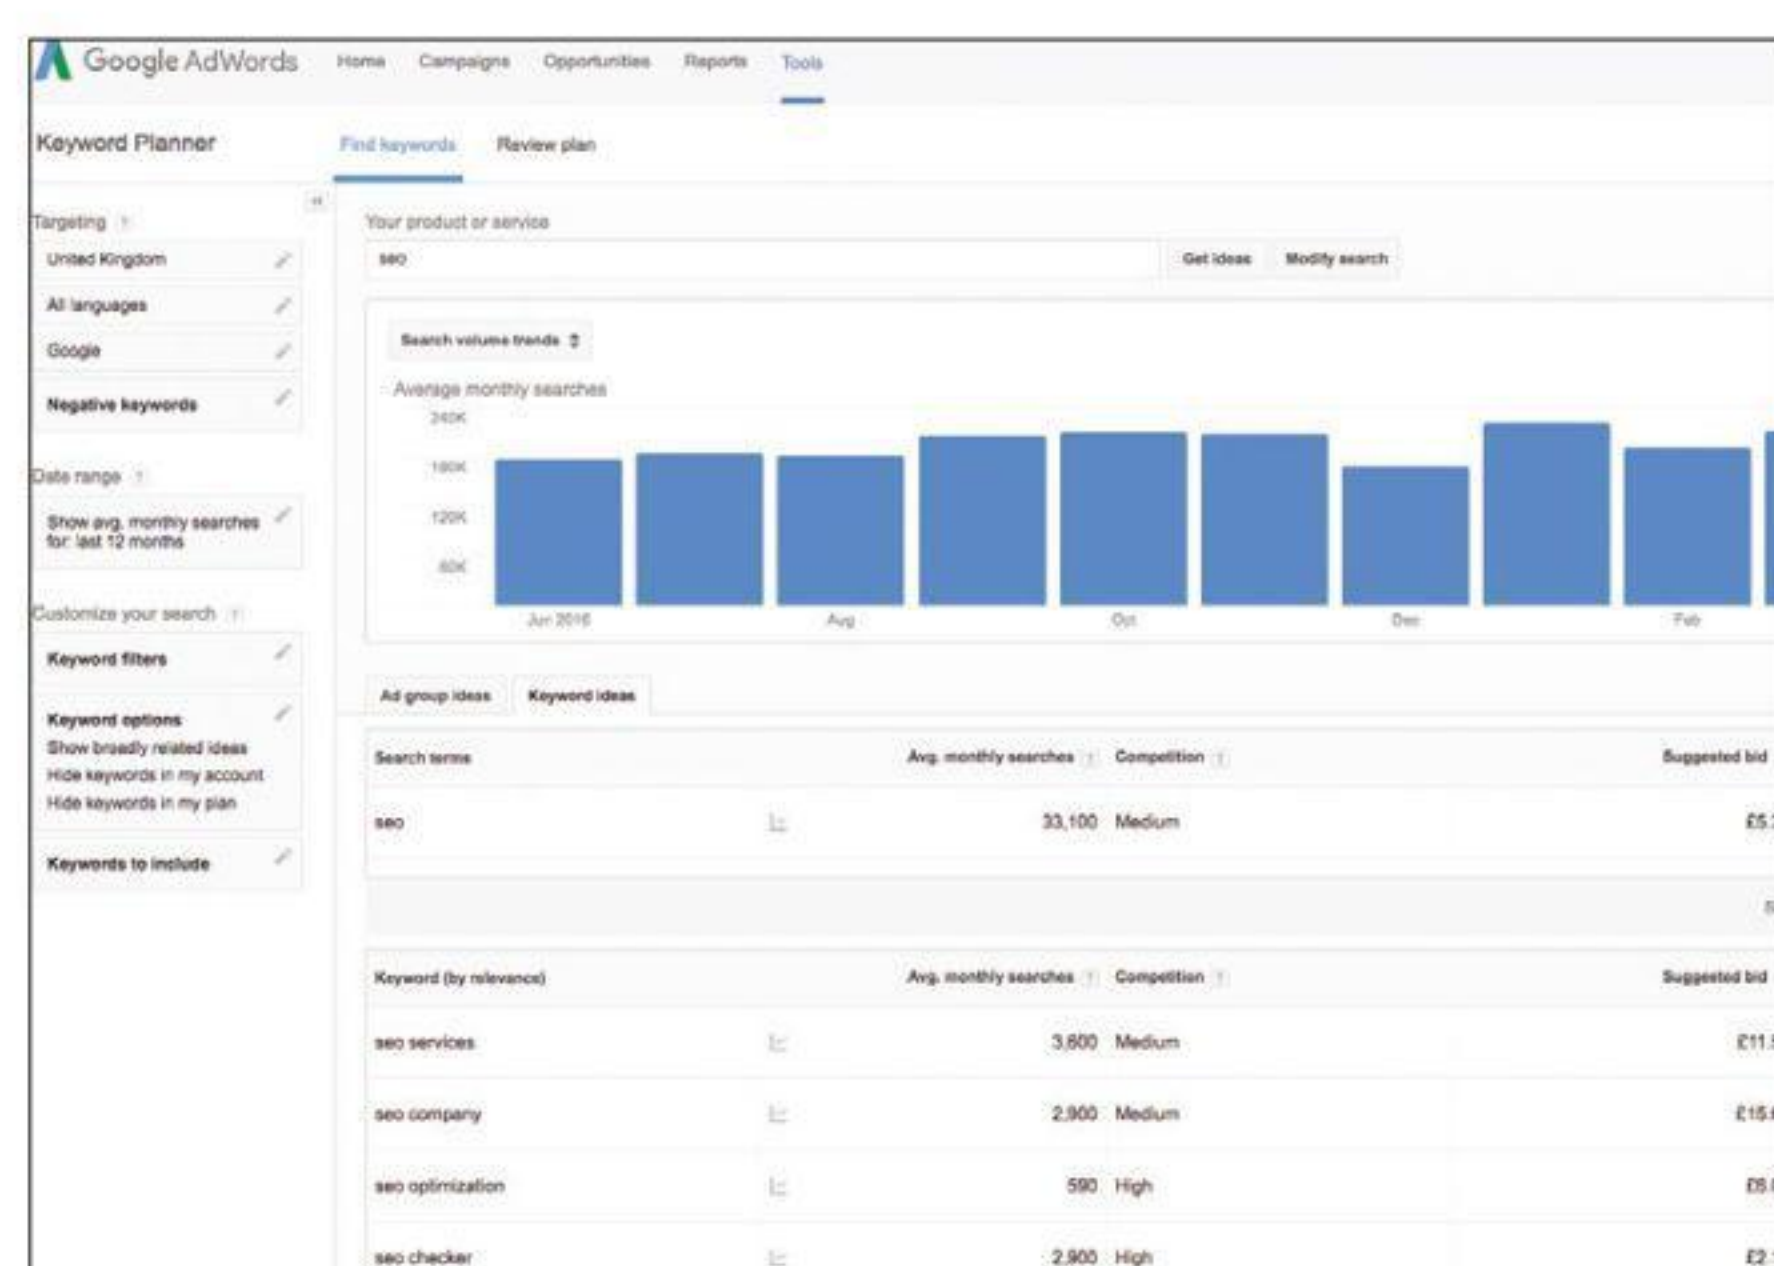 Google AdWords Home Campaigns Opportunities Reports Tools
Keyword Planner Find keywords Review plan
Targeting ?
United Kingdom
All languages
Google
Negative keywords
Date range ?
Show avg. monthly searches
for: last 12 months
Customize your search ?
Keyword filters
Keyword options
Show broadly related ideas
Hide keywords in my account
Hide keywords in my plan
Keywords to include
Your product or service
seo Get ideas Modify search
Search volume trends
Average monthly searches
240K
180K
120K
60K
Jun 2016 Aug Oct Dec Feb
Ad group ideas Keyword ideas
Search terms Avg. monthly searches ? Competition ? Suggested bid
seo 33,100 Medium
Keyword (by relevance) Avg. monthly searches ? Competition ? Suggested bid
seo services 3,600 Medium
seo company 2,900 Medium
seo optimization 590 High
seo checker 2,900 High